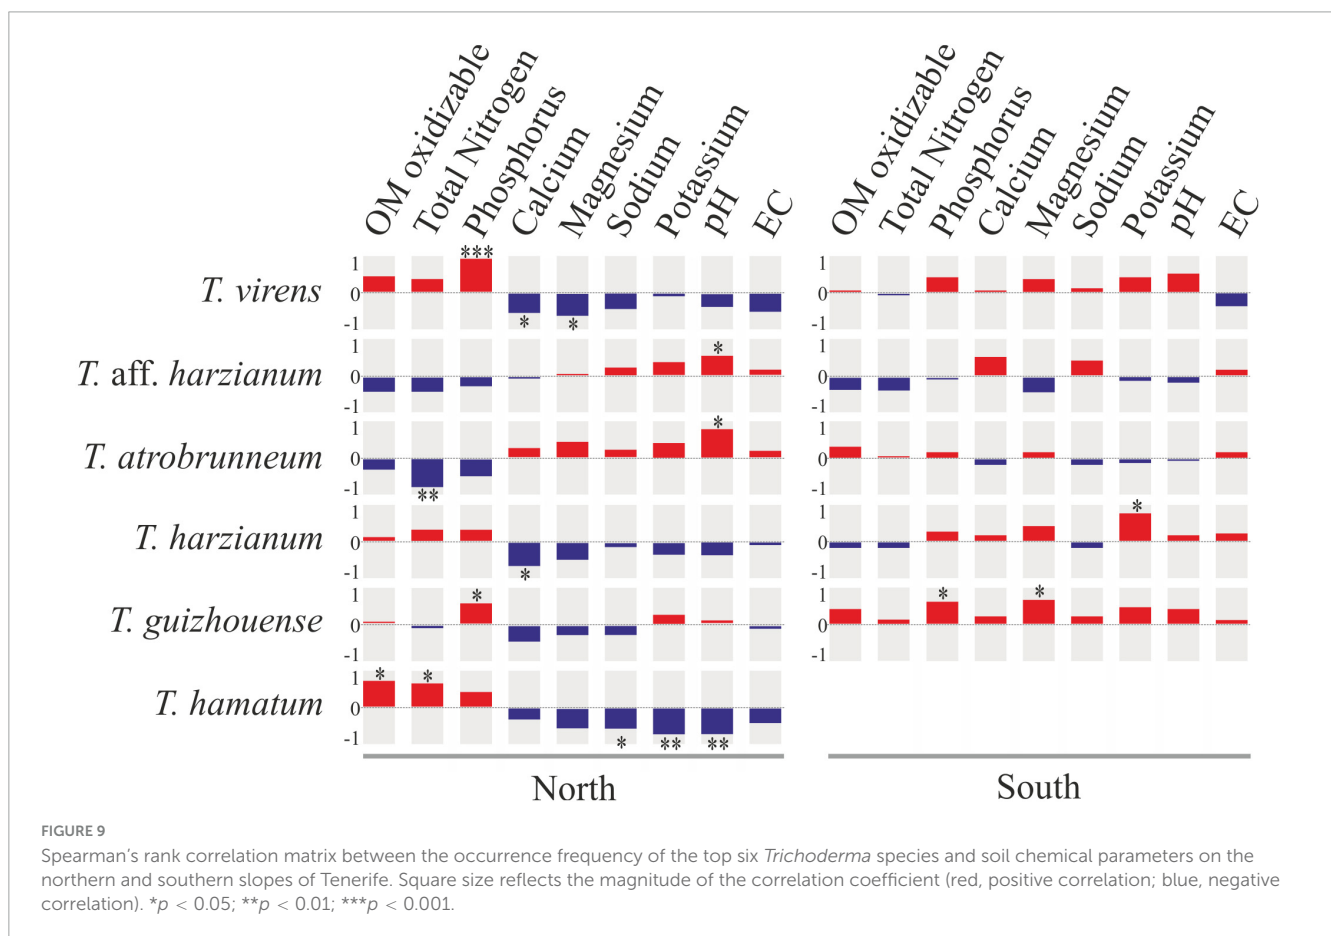 OM oxidizable
Total Nitrogen
Phosphorus
Calcium
Magnesium
Sodium
Potassium
pH
EC
OM oxidizable
Total Nitrogen
Phosphorus
Calcium
Magnesium
Sodium
Potassium
pH
EC
***
T. virens
1
0
-1
* *
1
0
-1
*
T. aff. harzianum
1
0
-1
1
0
-1
*
T. atrobrunneum
1
0
-1
**
1
0
-1
*
T. harzianum
1
0
-1
*
1
0
-1
* * *
T. guizhouense
1
0
-1
1
0
-1
* *
T. hamatum
1
0
-1
* ** **
North
South
FIGURE 9
Spearman's rank correlation matrix between the occurrence frequency of the top six Trichoderma species and soil chemical parameters on the
northern and southern slopes of Tenerife. Square size reflects the magnitude of the correlation coefficient (red, positive correlation; blue, negative
correlation). *p < 0.05; **p < 0.01; ***p < 0.001.